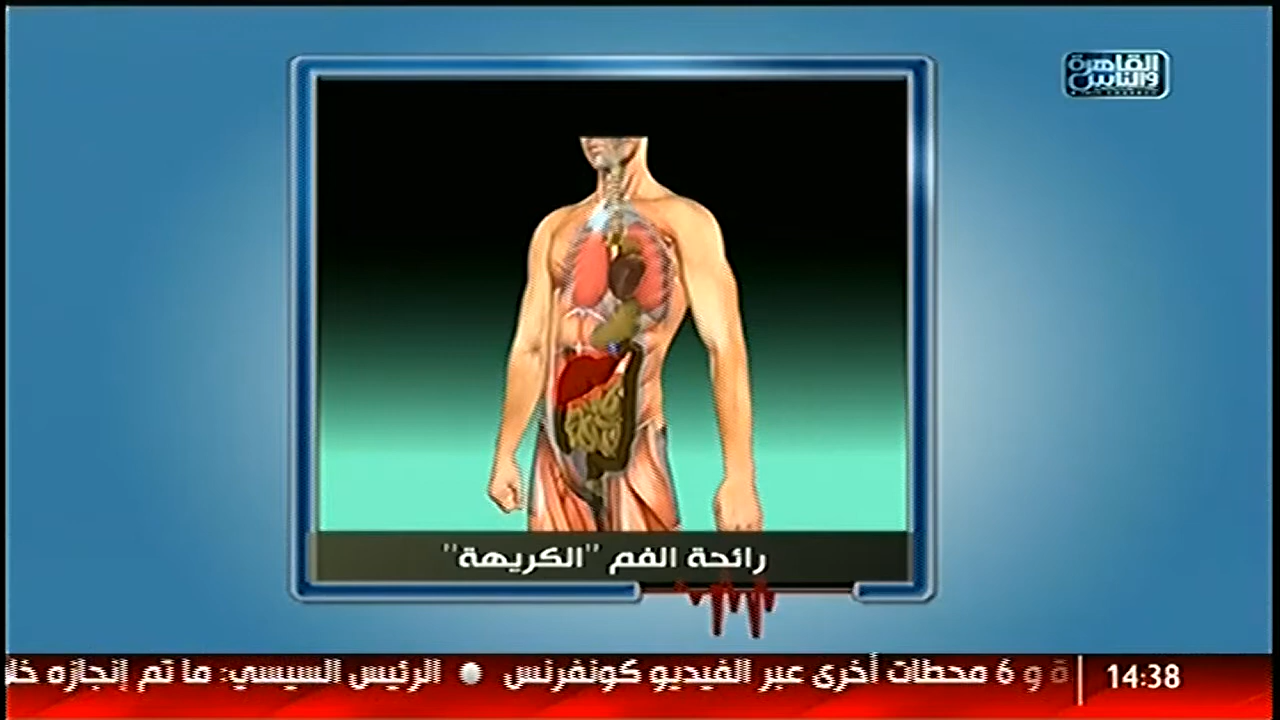 القاهرة
والناس
رائحة الفم "الكريهة"
14:38
و 6 محطات أخرى عبر الفيديو كونفرنس ● الرئيس السيسي: ما تم إنجازه